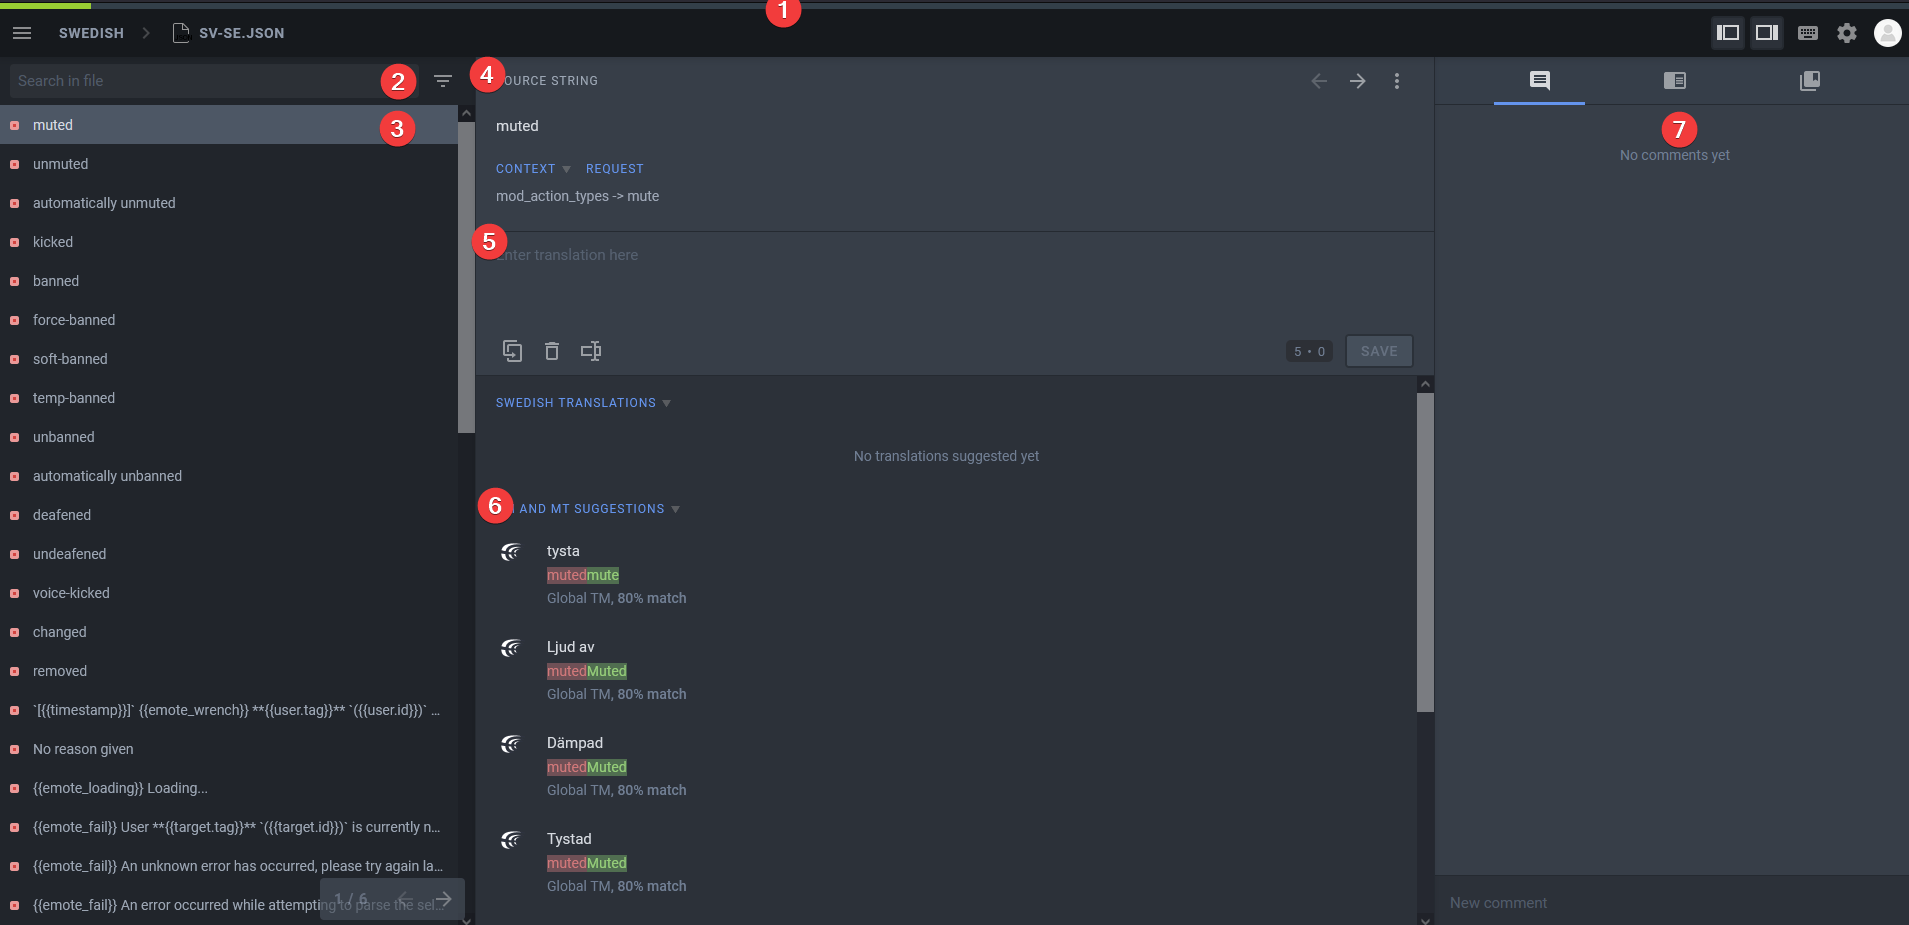 1
SWEDISH
SV-SE.JSON
Search in file
2
3
muted
unmuted
automatically unmuted
kicked
banned
force-banned
soft-banned
temp-banned
unbanned
automatically unbanned
deafened
undeafened
voice-kicked
changed
removed
`[{{timestamp}}]` {{emote_wrench}} **{{user.tag}}** `({{user.id}})` ...
No reason given
{{emote_loading}} Loading...
{{emote_fail}} User **{{target.tag}}** `({{target.id}})` is currently n...
{{emote_fail}} An unknown error has occurred, please try again la...
{{emote_fail}} An error occurred while attempting to parse the sel...
1 / 6
4
OURCE STRING
muted
CONTEXT REQUEST
mod_action_types -> mute
5
Enter translation here
5 • 0
SAVE
SWEDISH TRANSLATIONS
No translations suggested yet
6
AND MT SUGGESTIONS
tysta
mutedmute
Global TM, 80% match
Ljud av
mutedMuted
Global TM, 80% match
Dämpad
mutedMuted
Global TM, 80% match
Tystad
mutedMuted
Global TM, 80% match
7
No comments yet
New comment